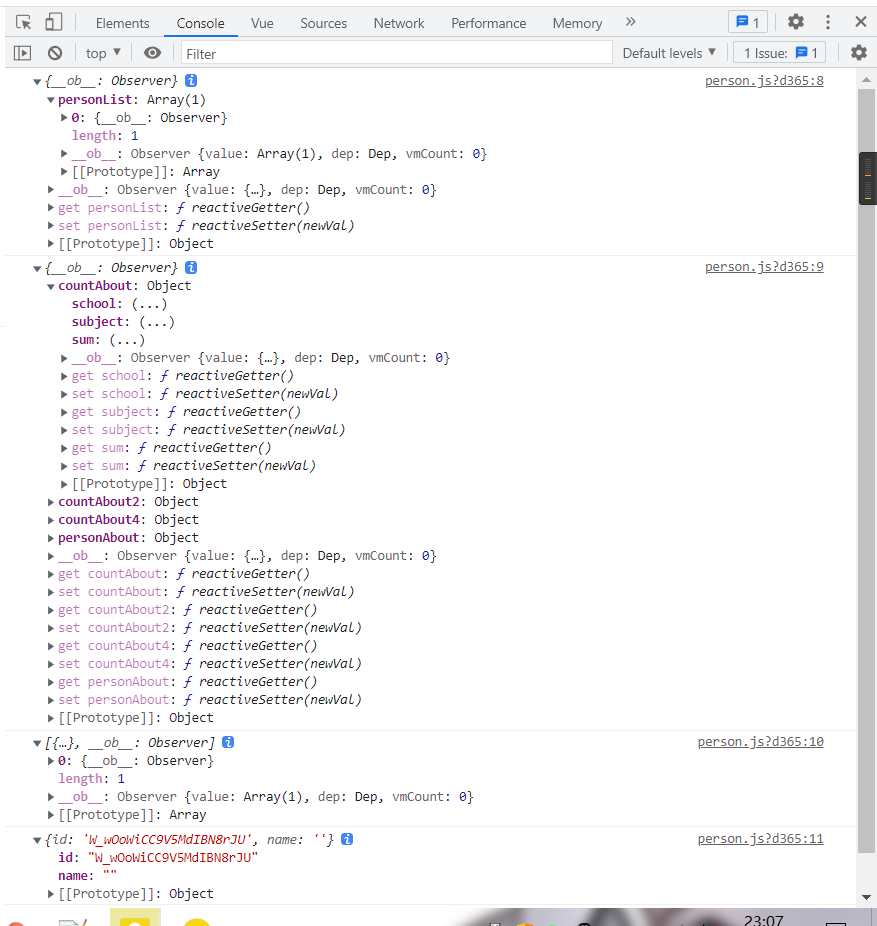 Elements Console Vue Sources Network Performance Memory » 1
top ▼ Filter Default levels ▼ 1 Issue: 1
▼{__ob__: Observer} i person.js?d365:8
▼personList: Array(1)
▶0: {__ob__: Observer}
length: 1
▶__ob__: Observer {value: Array(1), dep: Dep, vmCount: 0}
▶[[Prototype]]: Array
▶__ob__: Observer {value: {…}, dep: Dep, vmCount: 0}
▶get personList: ƒ reactiveGetter()
▶set personList: ƒ reactiveSetter(newVal)
▶[[Prototype]]: Object
▼{__ob__: Observer} i person.js?d365:9
▼countAbout: Object
school: (...)
subject: (...)
sum: (...)
▶__ob__: Observer {value: {…}, dep: Dep, vmCount: 0}
▶get school: ƒ reactiveGetter()
▶set school: ƒ reactiveSetter(newVal)
▶get subject: ƒ reactiveGetter()
▶set subject: ƒ reactiveSetter(newVal)
▶get sum: ƒ reactiveGetter()
▶set sum: ƒ reactiveSetter(newVal)
▶[[Prototype]]: Object
▶countAbout2: Object
▶countAbout4: Object
▶personAbout: Object
▶__ob__: Observer {value: {…}, dep: Dep, vmCount: 0}
▶get countAbout: ƒ reactiveGetter()
▶set countAbout: ƒ reactiveSetter(newVal)
▶get countAbout2: ƒ reactiveGetter()
▶set countAbout2: ƒ reactiveSetter(newVal)
▶get countAbout4: ƒ reactiveGetter()
▶set countAbout4: ƒ reactiveSetter(newVal)
▶get personAbout: ƒ reactiveGetter()
▶set personAbout: ƒ reactiveSetter(newVal)
▶[[Prototype]]: Object
▼[{…}, __ob__: Observer] i person.js?d365:10
▶0: {__ob__: Observer}
length: 1
▶__ob__: Observer {value: Array(1), dep: Dep, vmCount: 0}
▶[[Prototype]]: Array
▼{id: 'W_wOoWiCC9V5MdIBN8rJU', name: ''} i person.js?d365:11
id: "W_wOoWiCC9V5MdIBN8rJU"
name: ""
▶[[Prototype]]: Object
23:07